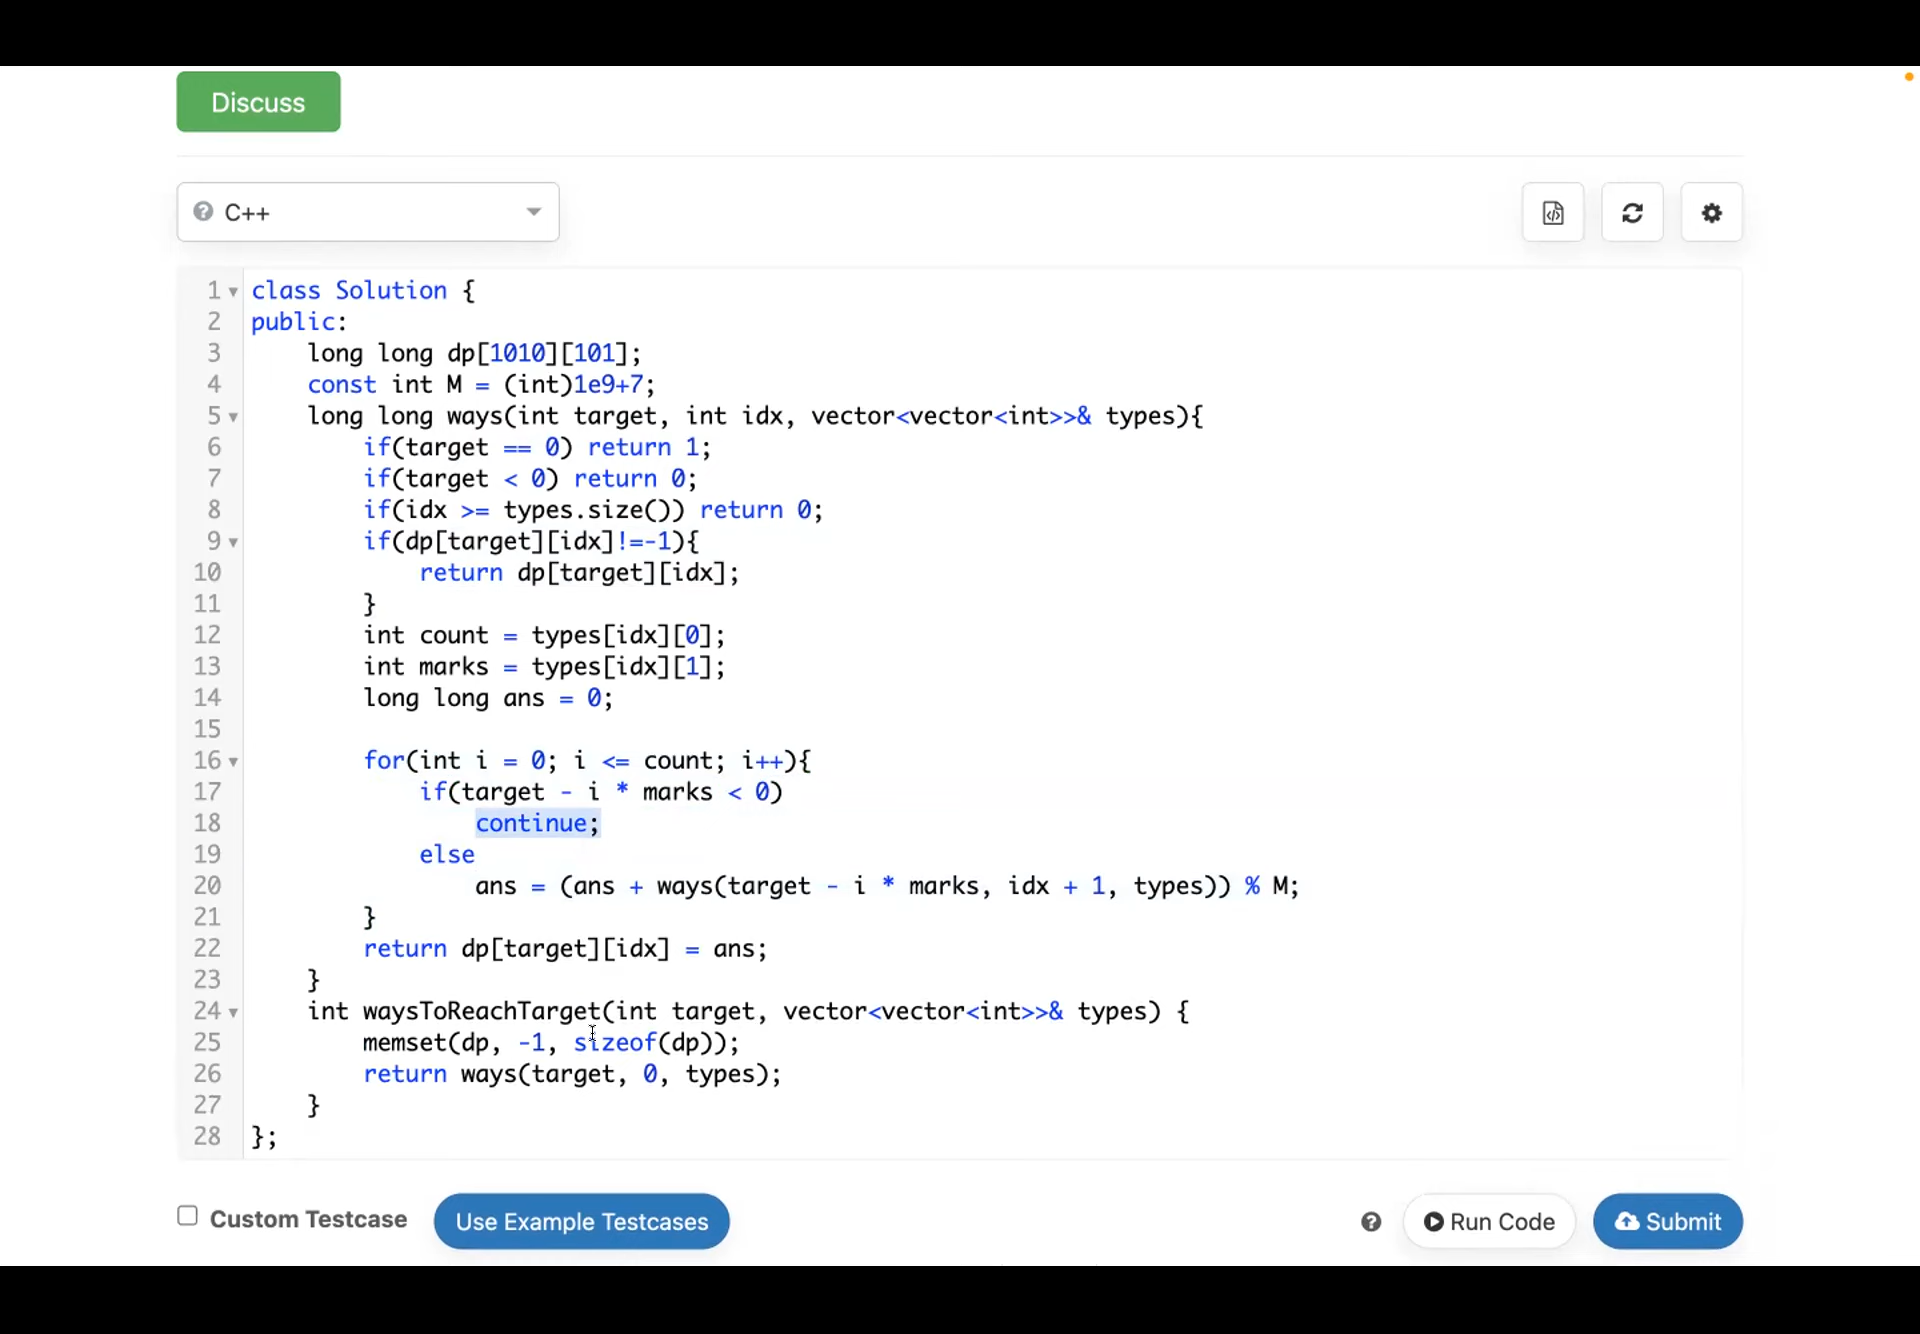 Discuss
C++
1 class Solution {
2 public:
3     long long dp[1010][101];
4     const int M = (int)1e9+7;
5     long long ways(int target, int idx, vector<vector<int>>& types){
6         if(target == 0) return 1;
7         if(target < 0) return 0;
8         if(idx >= types.size()) return 0;
9         if(dp[target][idx]!=-1){
10             return dp[target][idx];
11         }
12         int count = types[idx][0];
13         int marks = types[idx][1];
14         long long ans = 0;
15
16         for(int i = 0; i <= count; i++){
17             if(target - i * marks < 0)
18                 continue;
19             else
20                 ans = (ans + ways(target - i * marks, idx + 1, types)) % M;
21         }
22         return dp[target][idx] = ans;
23     }
24     int waysToReachTarget(int target, vector<vector<int>>& types) {
25         memset(dp, -1, sizeof(dp));
26         return ways(target, 0, types);
27     }
28 };
Custom Testcase Use Example Testcases Run Code Submit